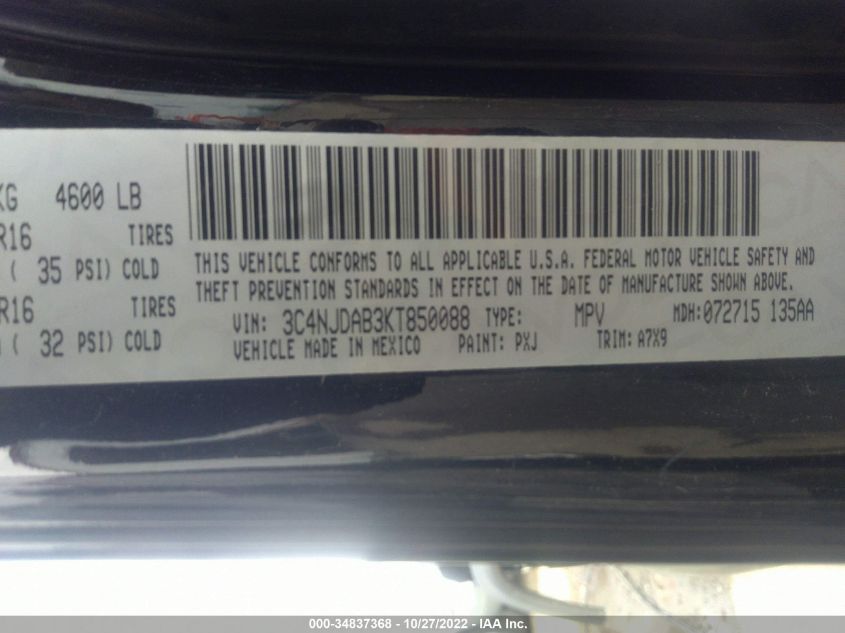 KG 4600 LB
R16 TIRES
( 35 PSI) COLD
R16 TIRES
( 32 PSI) COLD
THIS VEHICLE CONFORMS TO ALL APPLICABLE U.S.A. FEDERAL MOTOR VEHICLE SAFETY AND
THEFT PREVENTION STANDARDS IN EFFECT ON THE DATE OF MANUFACTURE SHOWN ABOVE.
VIN: 3C4NJDAB3KT850088 TYPE: MPV MDH:072715 135AA
VEHICLE MADE IN MEXICO PAINT: PXJ TRIM: A7X9
000-34837368 - 10/27/2022 - IAA Inc.